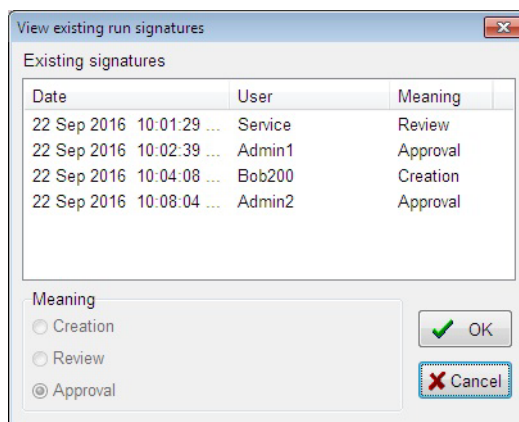 View existing run signatures
Existing signatures
Date User Meaning
22 Sep 2016 10:01:29 ... Service Review
22 Sep 2016 10:02:39 ... Admin1 Approval
22 Sep 2016 10:04:08 ... Bob200 Creation
22 Sep 2016 10:08:04 ... Admin2 Approval
Meaning
Creation
Review
Approval
OK
Cancel